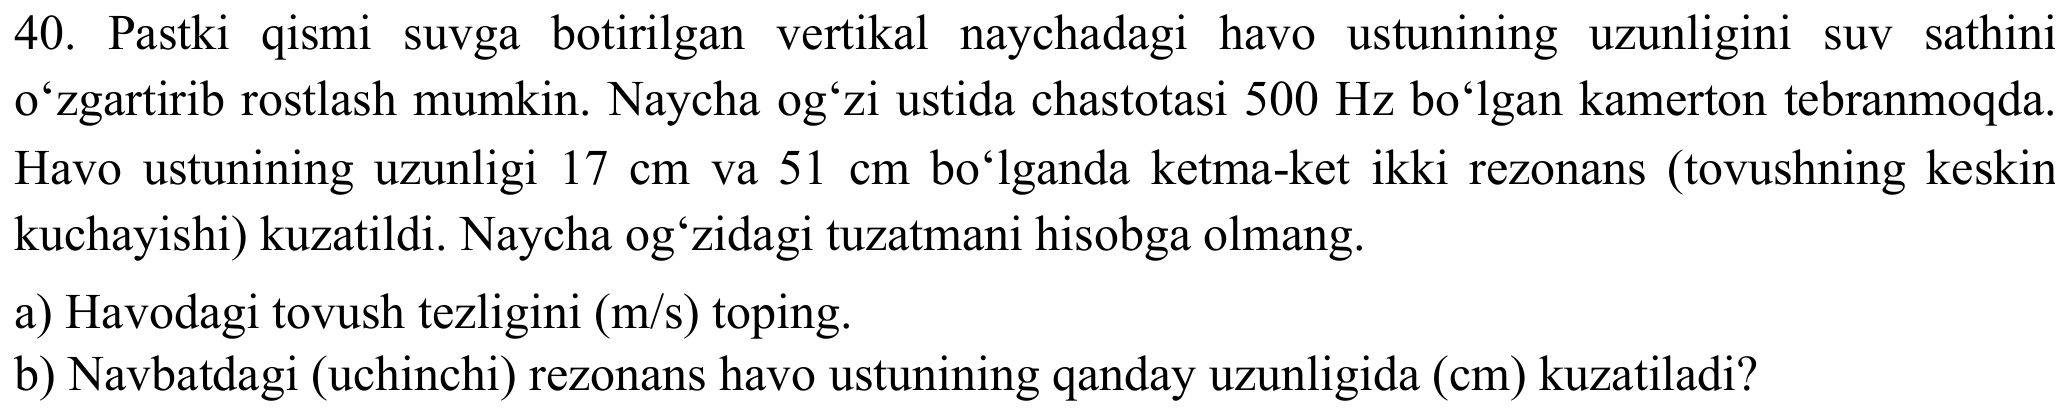 40. Pastki qismi suvga botirilgan vertikal naychadagi havo ustunining uzunligini suv sathini
o‘zgartirib rostlash mumkin. Naycha og‘zi ustida chastotasi 500 Hz bo‘lgan kamerton tebranmoqda.
Havo ustunining uzunligi 17 cm va 51 cm bo‘lganda ketma-ket ikki rezonans (tovushning keskin
kuchayishi) kuzatildi. Naycha og‘zidagi tuzatmani hisobga olmang.
a) Havodagi tovush tezligini (m/s) toping.
b) Navbatdagi (uchinchi) rezonans havo ustunining qanday uzunligida (cm) kuzatiladi?